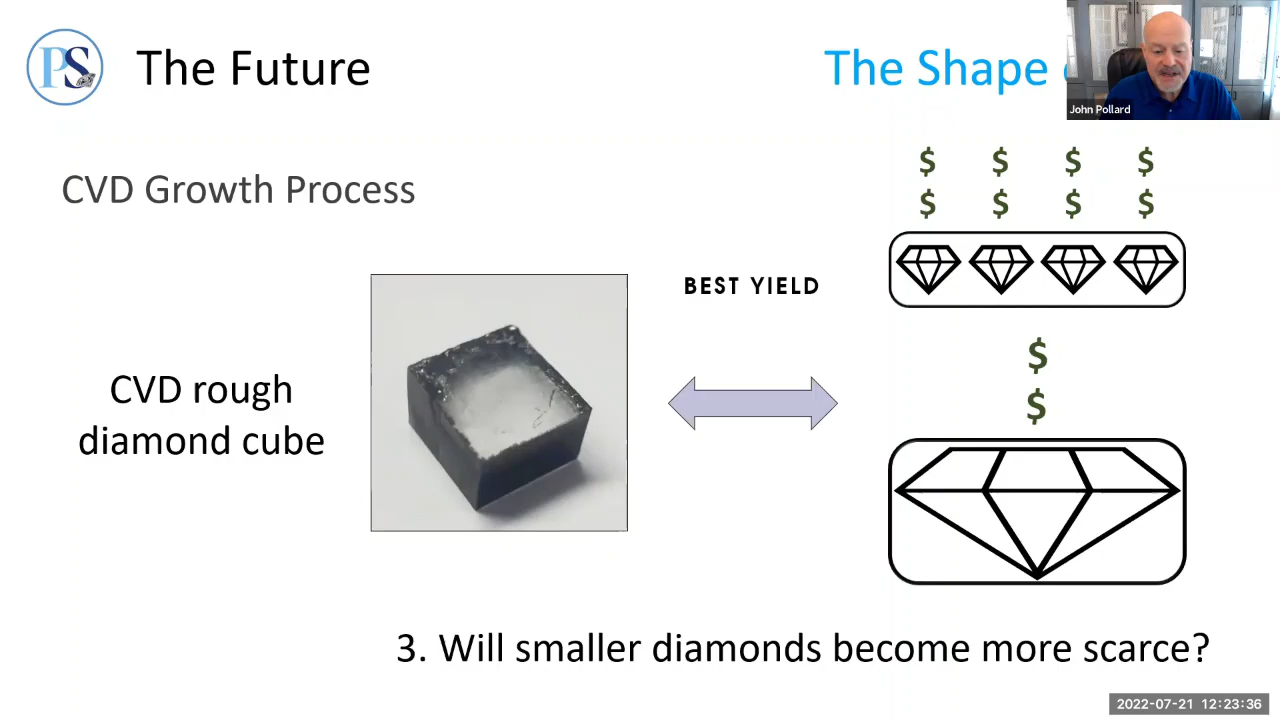 PS
The Future
The Shape
John Pollard
$ $ $ $
$ $ $ $
CVD Growth Process
BEST YIELD
$
$
CVD rough
diamond cube
3. Will smaller diamonds become more scarce?
2022-07-21 12:23:36